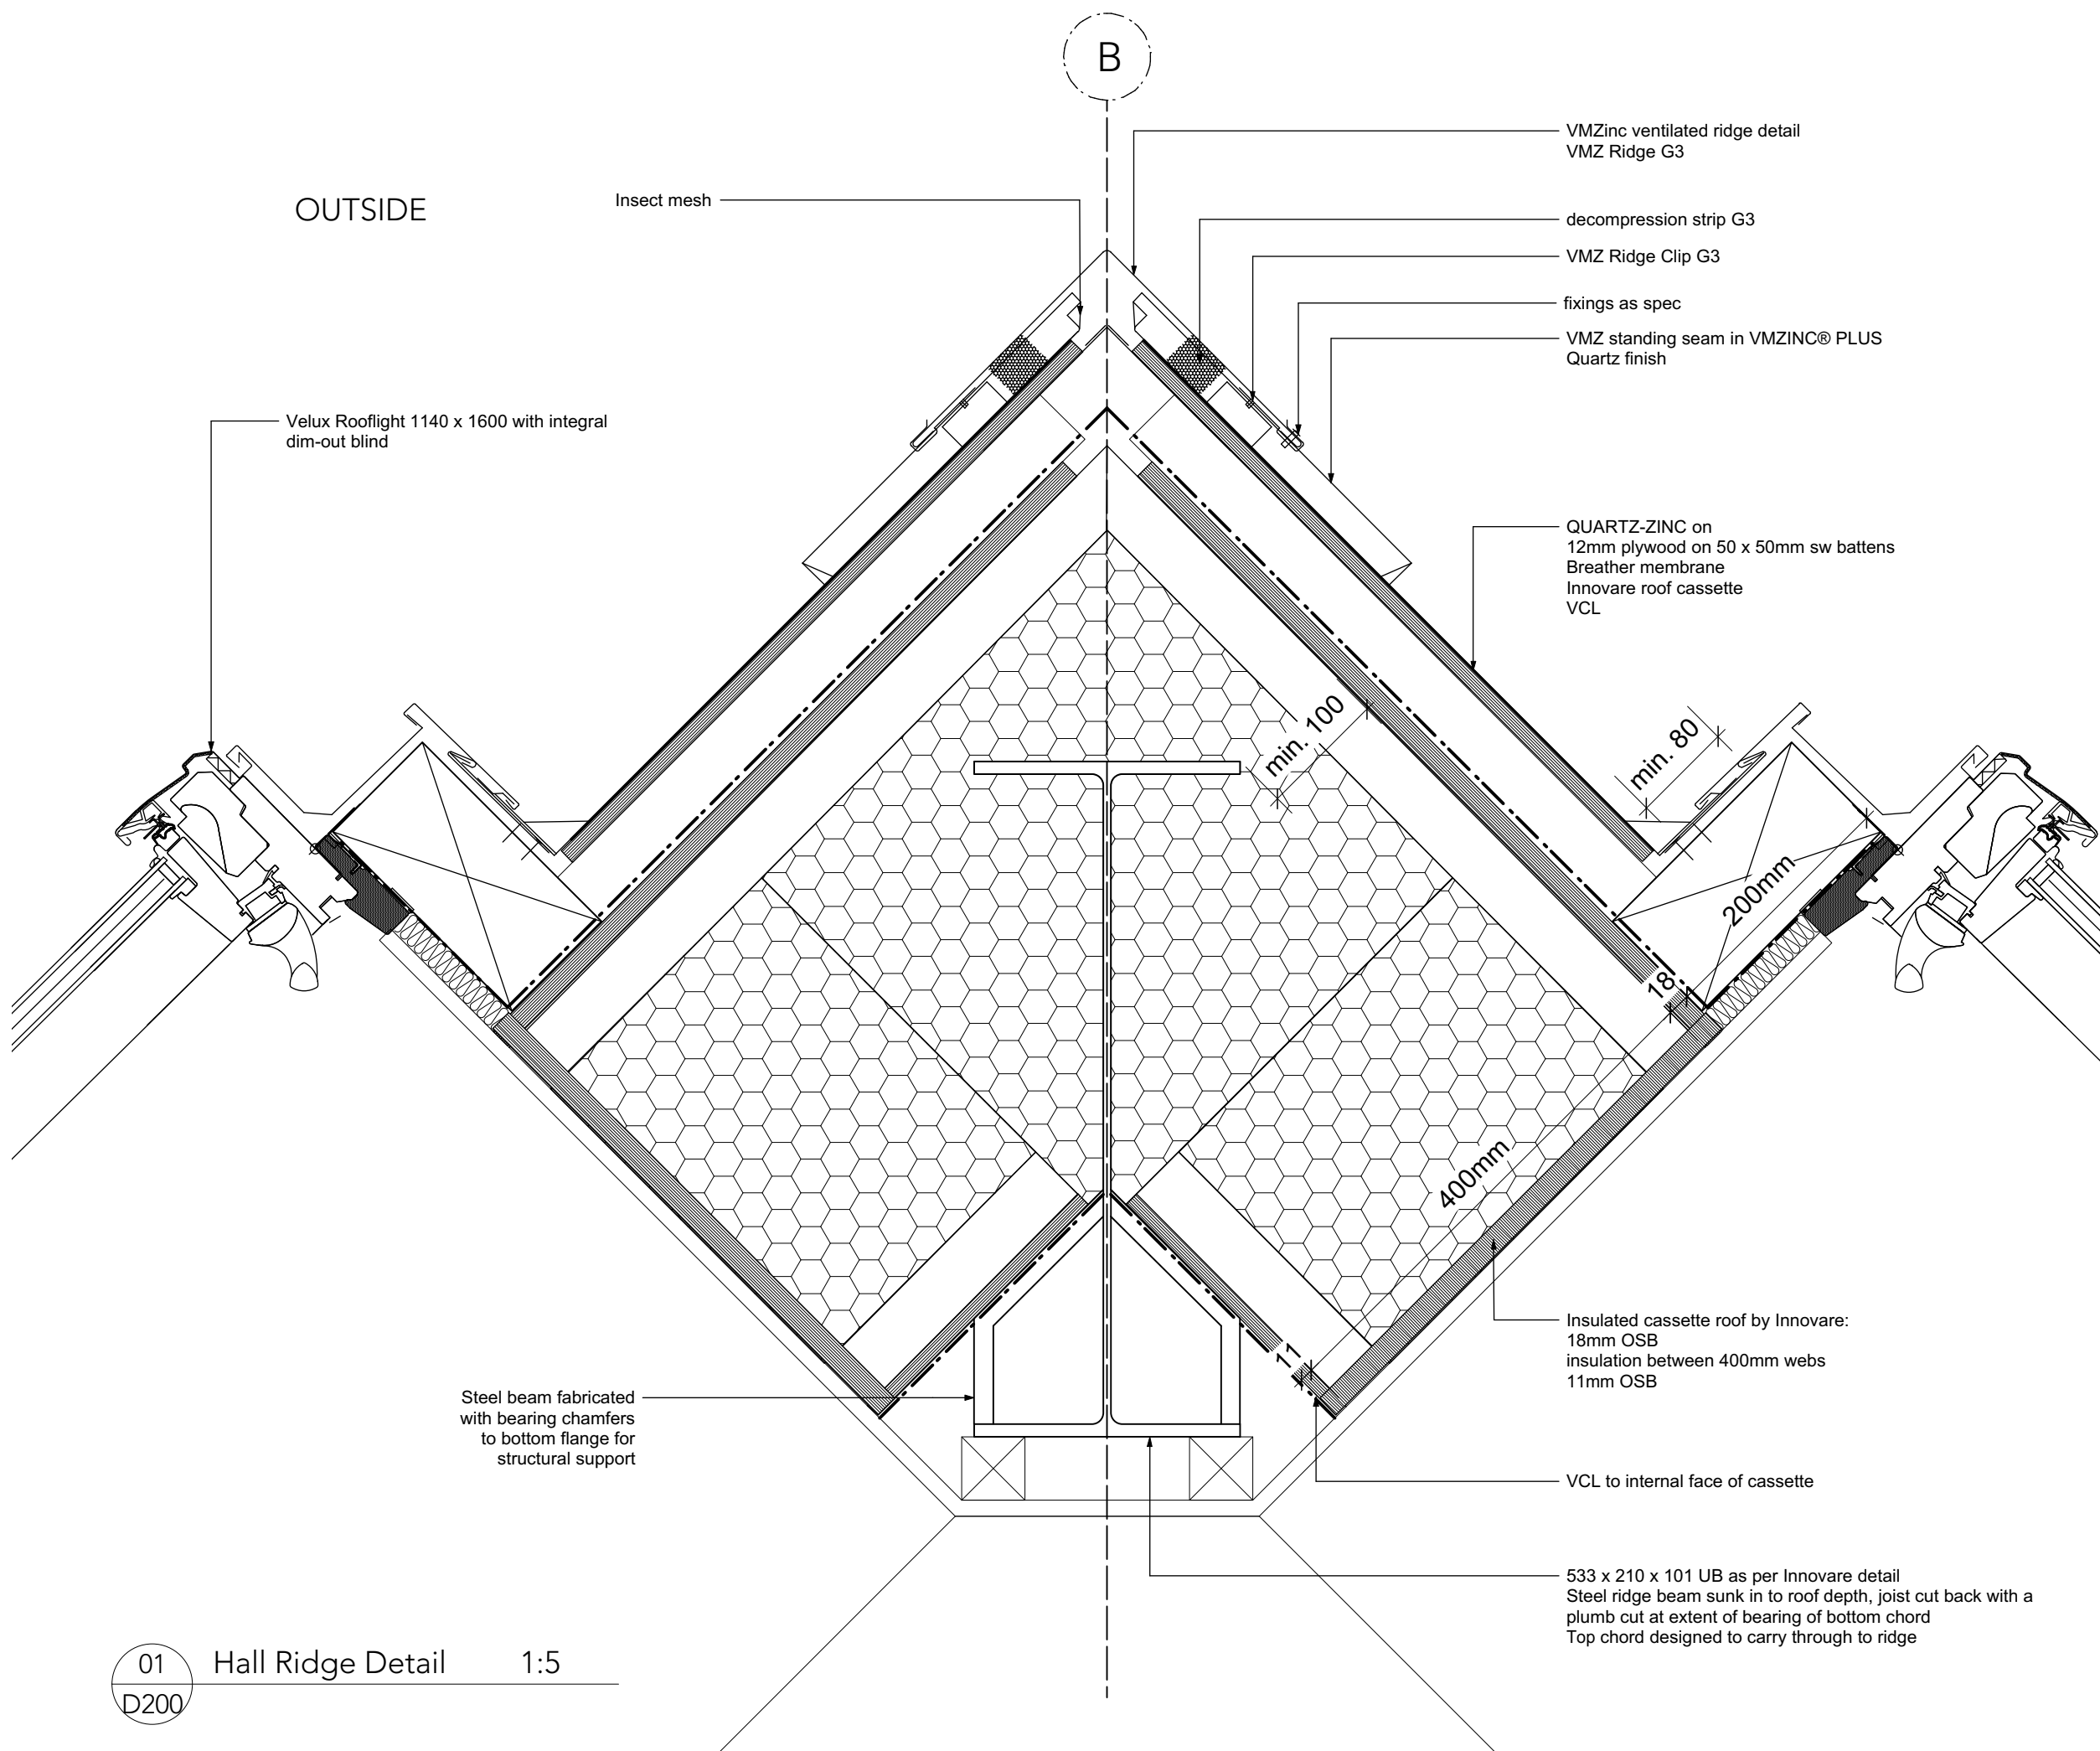 B
OUTSIDE
Insect mesh
VMZinc ventilated ridge detail
VMZ Ridge G3
decompression strip G3
VMZ Ridge Clip G3
fixings as spec
VMZ standing seam in VMZINC® PLUS
Quartz finish
Velux Rooflight 1140 x 1600 with integral
dim-out blind
QUARTZ-ZINC on
12mm plywood on 50 x 50mm sw battens
Breather membrane
Innovare roof cassette
VCL
min. 100
min. 80
200mm
18
400mm
11
Insulated cassette roof by Innovare:
18mm OSB
insulation between 400mm webs
11mm OSB
Steel beam fabricated
with bearing chamfers
to bottom flange for
structural support
VCL to internal face of cassette
533 x 210 x 101 UB as per Innovare detail
Steel ridge beam sunk in to roof depth, joist cut back with a
plumb cut at extent of bearing of bottom chord
Top chord designed to carry through to ridge
01 Hall Ridge Detail 1:5
D200